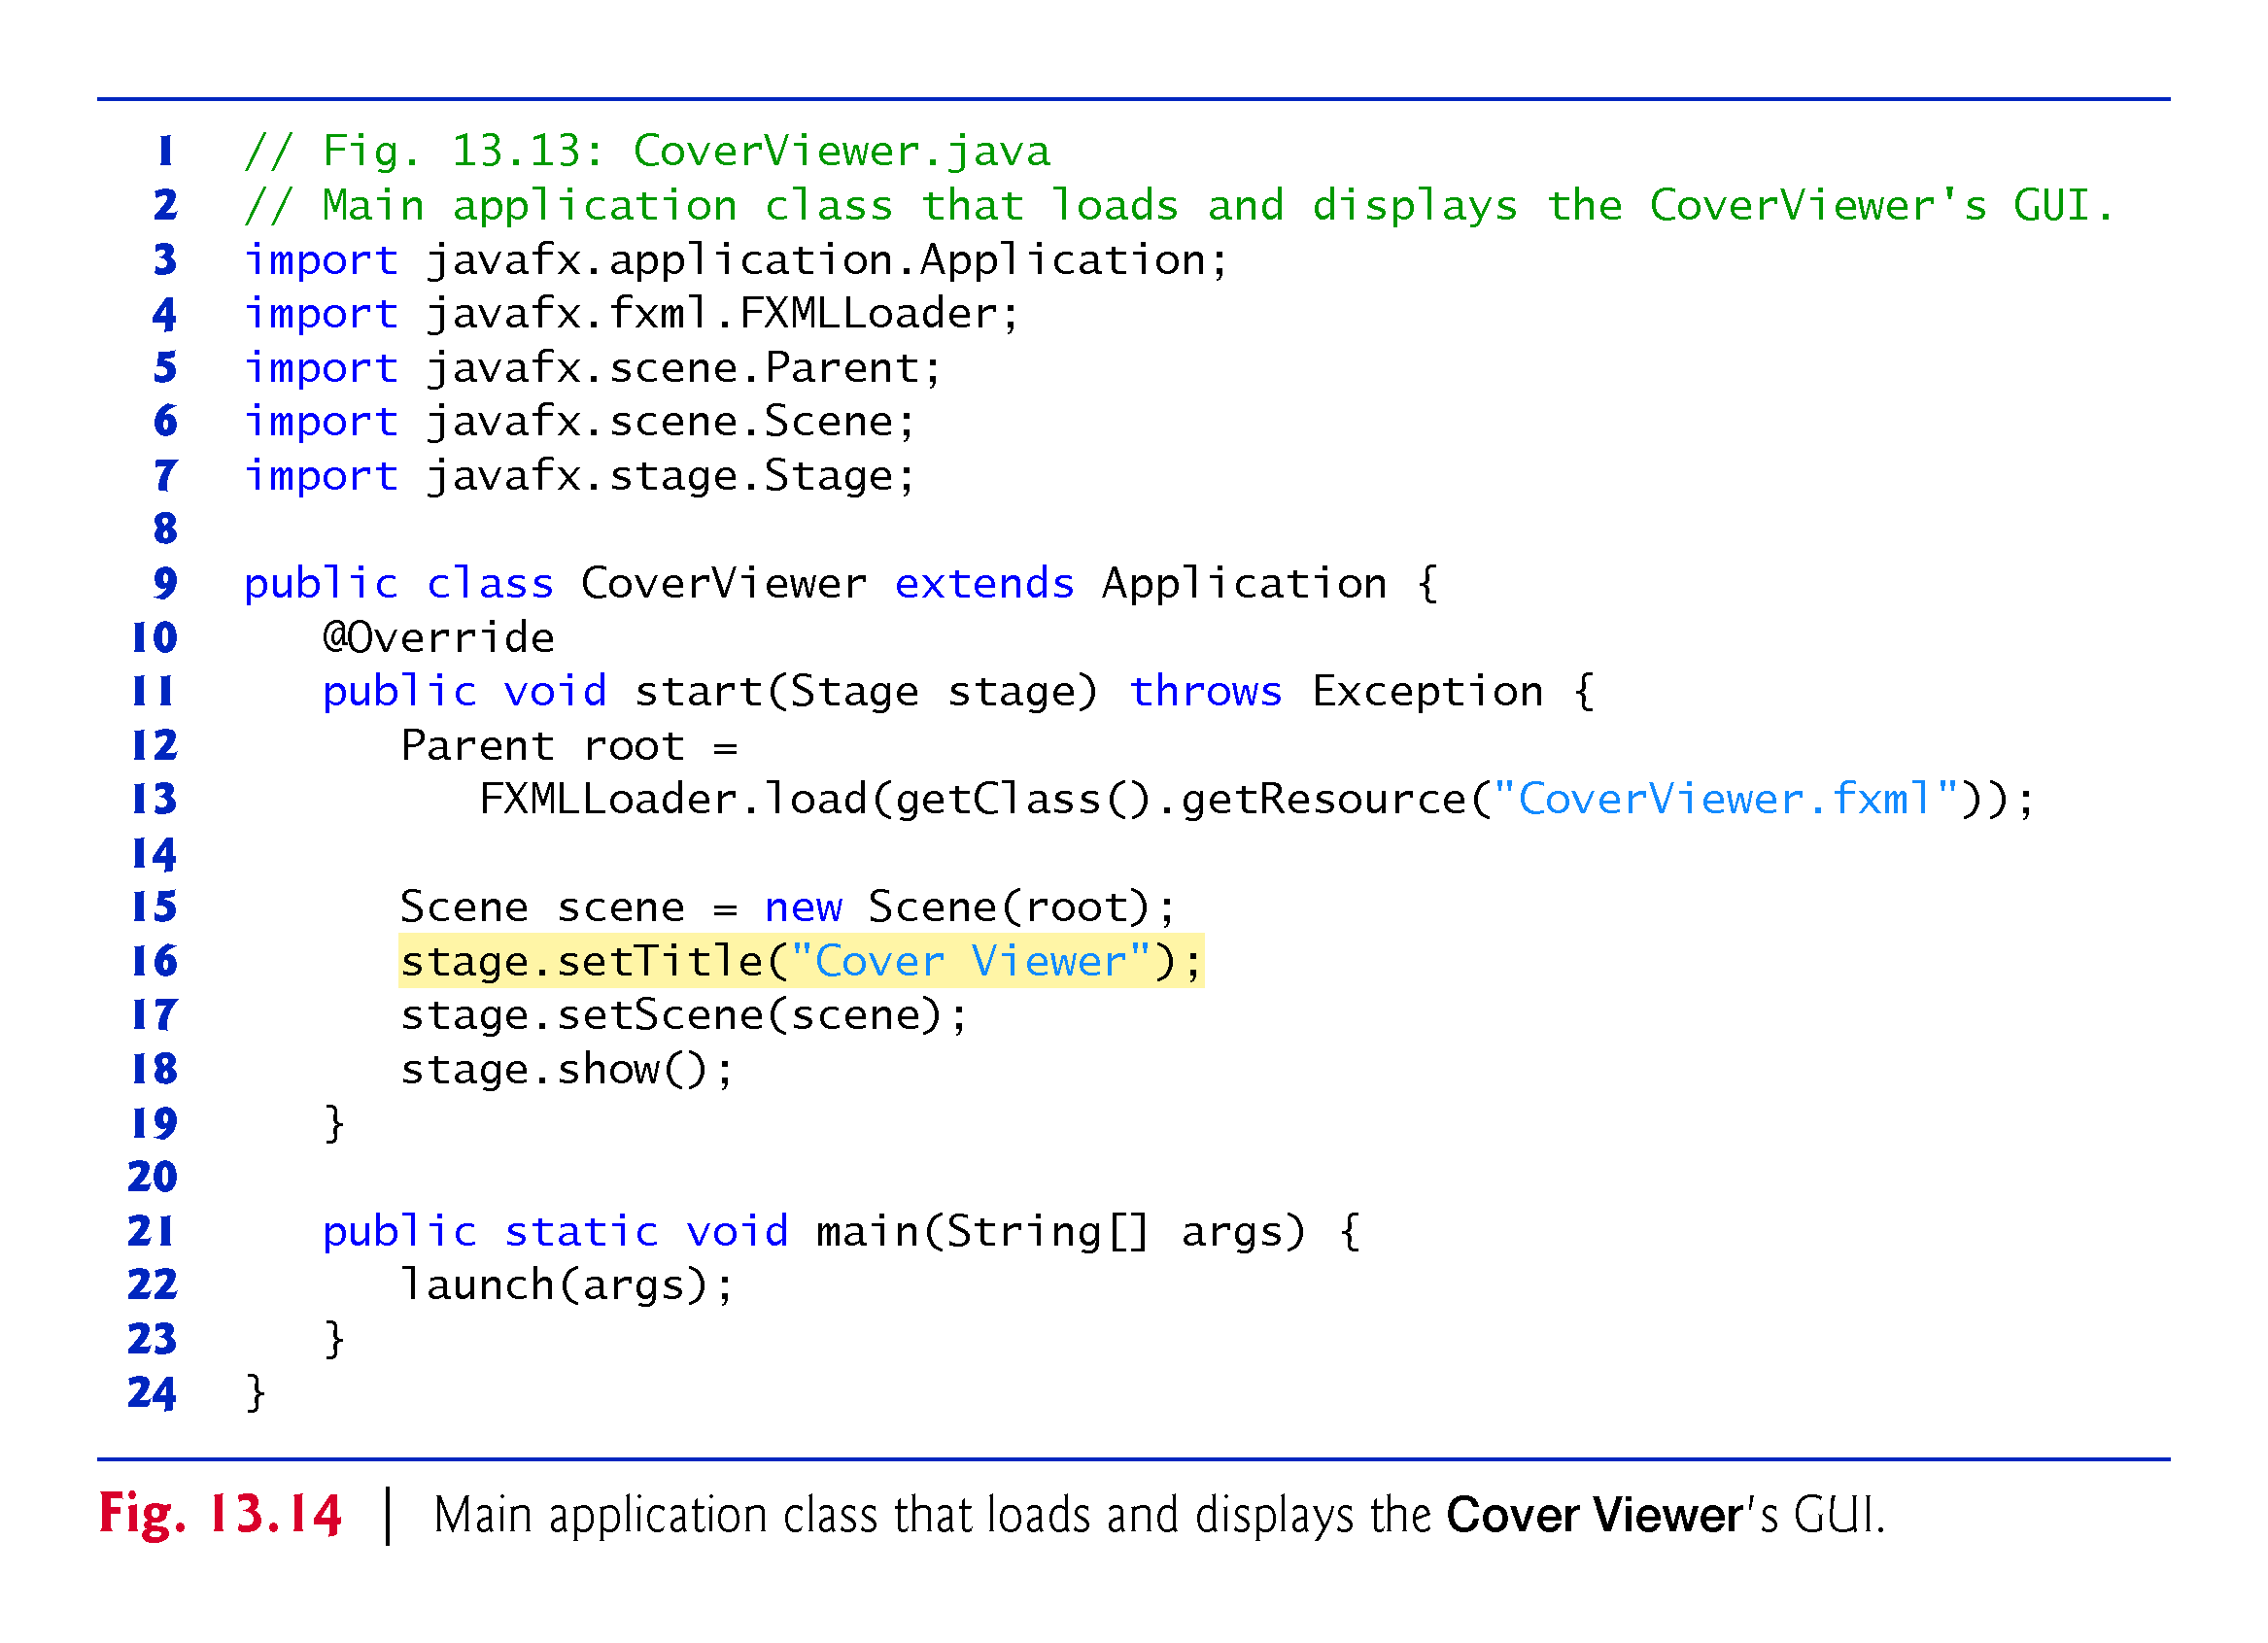 1 // Fig. 13.13: CoverViewer.java
2 // Main application class that loads and displays the CoverViewer's GUI.
3 import javafx.application.Application;
4 import javafx.fxml.FXMLLoader;
5 import javafx.scene.Parent;
6 import javafx.scene.Scene;
7 import javafx.stage.Stage;
8
9 public class CoverViewer extends Application {
10    @Override
11    public void start(Stage stage) throws Exception {
12       Parent root =
13          FXMLLoader.load(getClass().getResource("CoverViewer.fxml"));
14
15       Scene scene = new Scene(root);
16       stage.setTitle("Cover Viewer");
17       stage.setScene(scene);
18       stage.show();
19    }
20
21    public static void main(String[] args) {
22       launch(args);
23    }
24 }
Fig. 13.14 | Main application class that loads and displays the Cover Viewer's GUI.